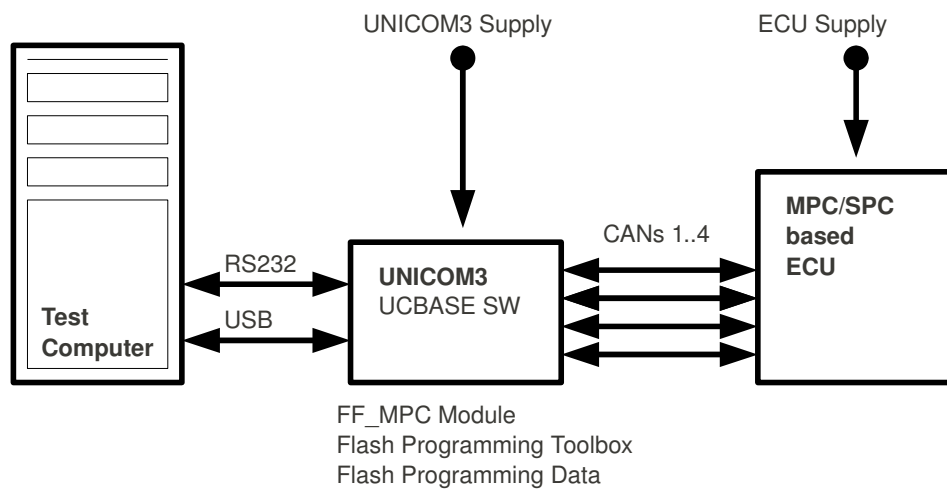 UNICOM3 Supply
ECU Supply
MPC/SPC
based
ECU
CANs 1..4
RS232
UNICOM3
UCBASE SW
USB
Test
Computer
FF_MPC Module
Flash Programming Toolbox
Flash Programming Data